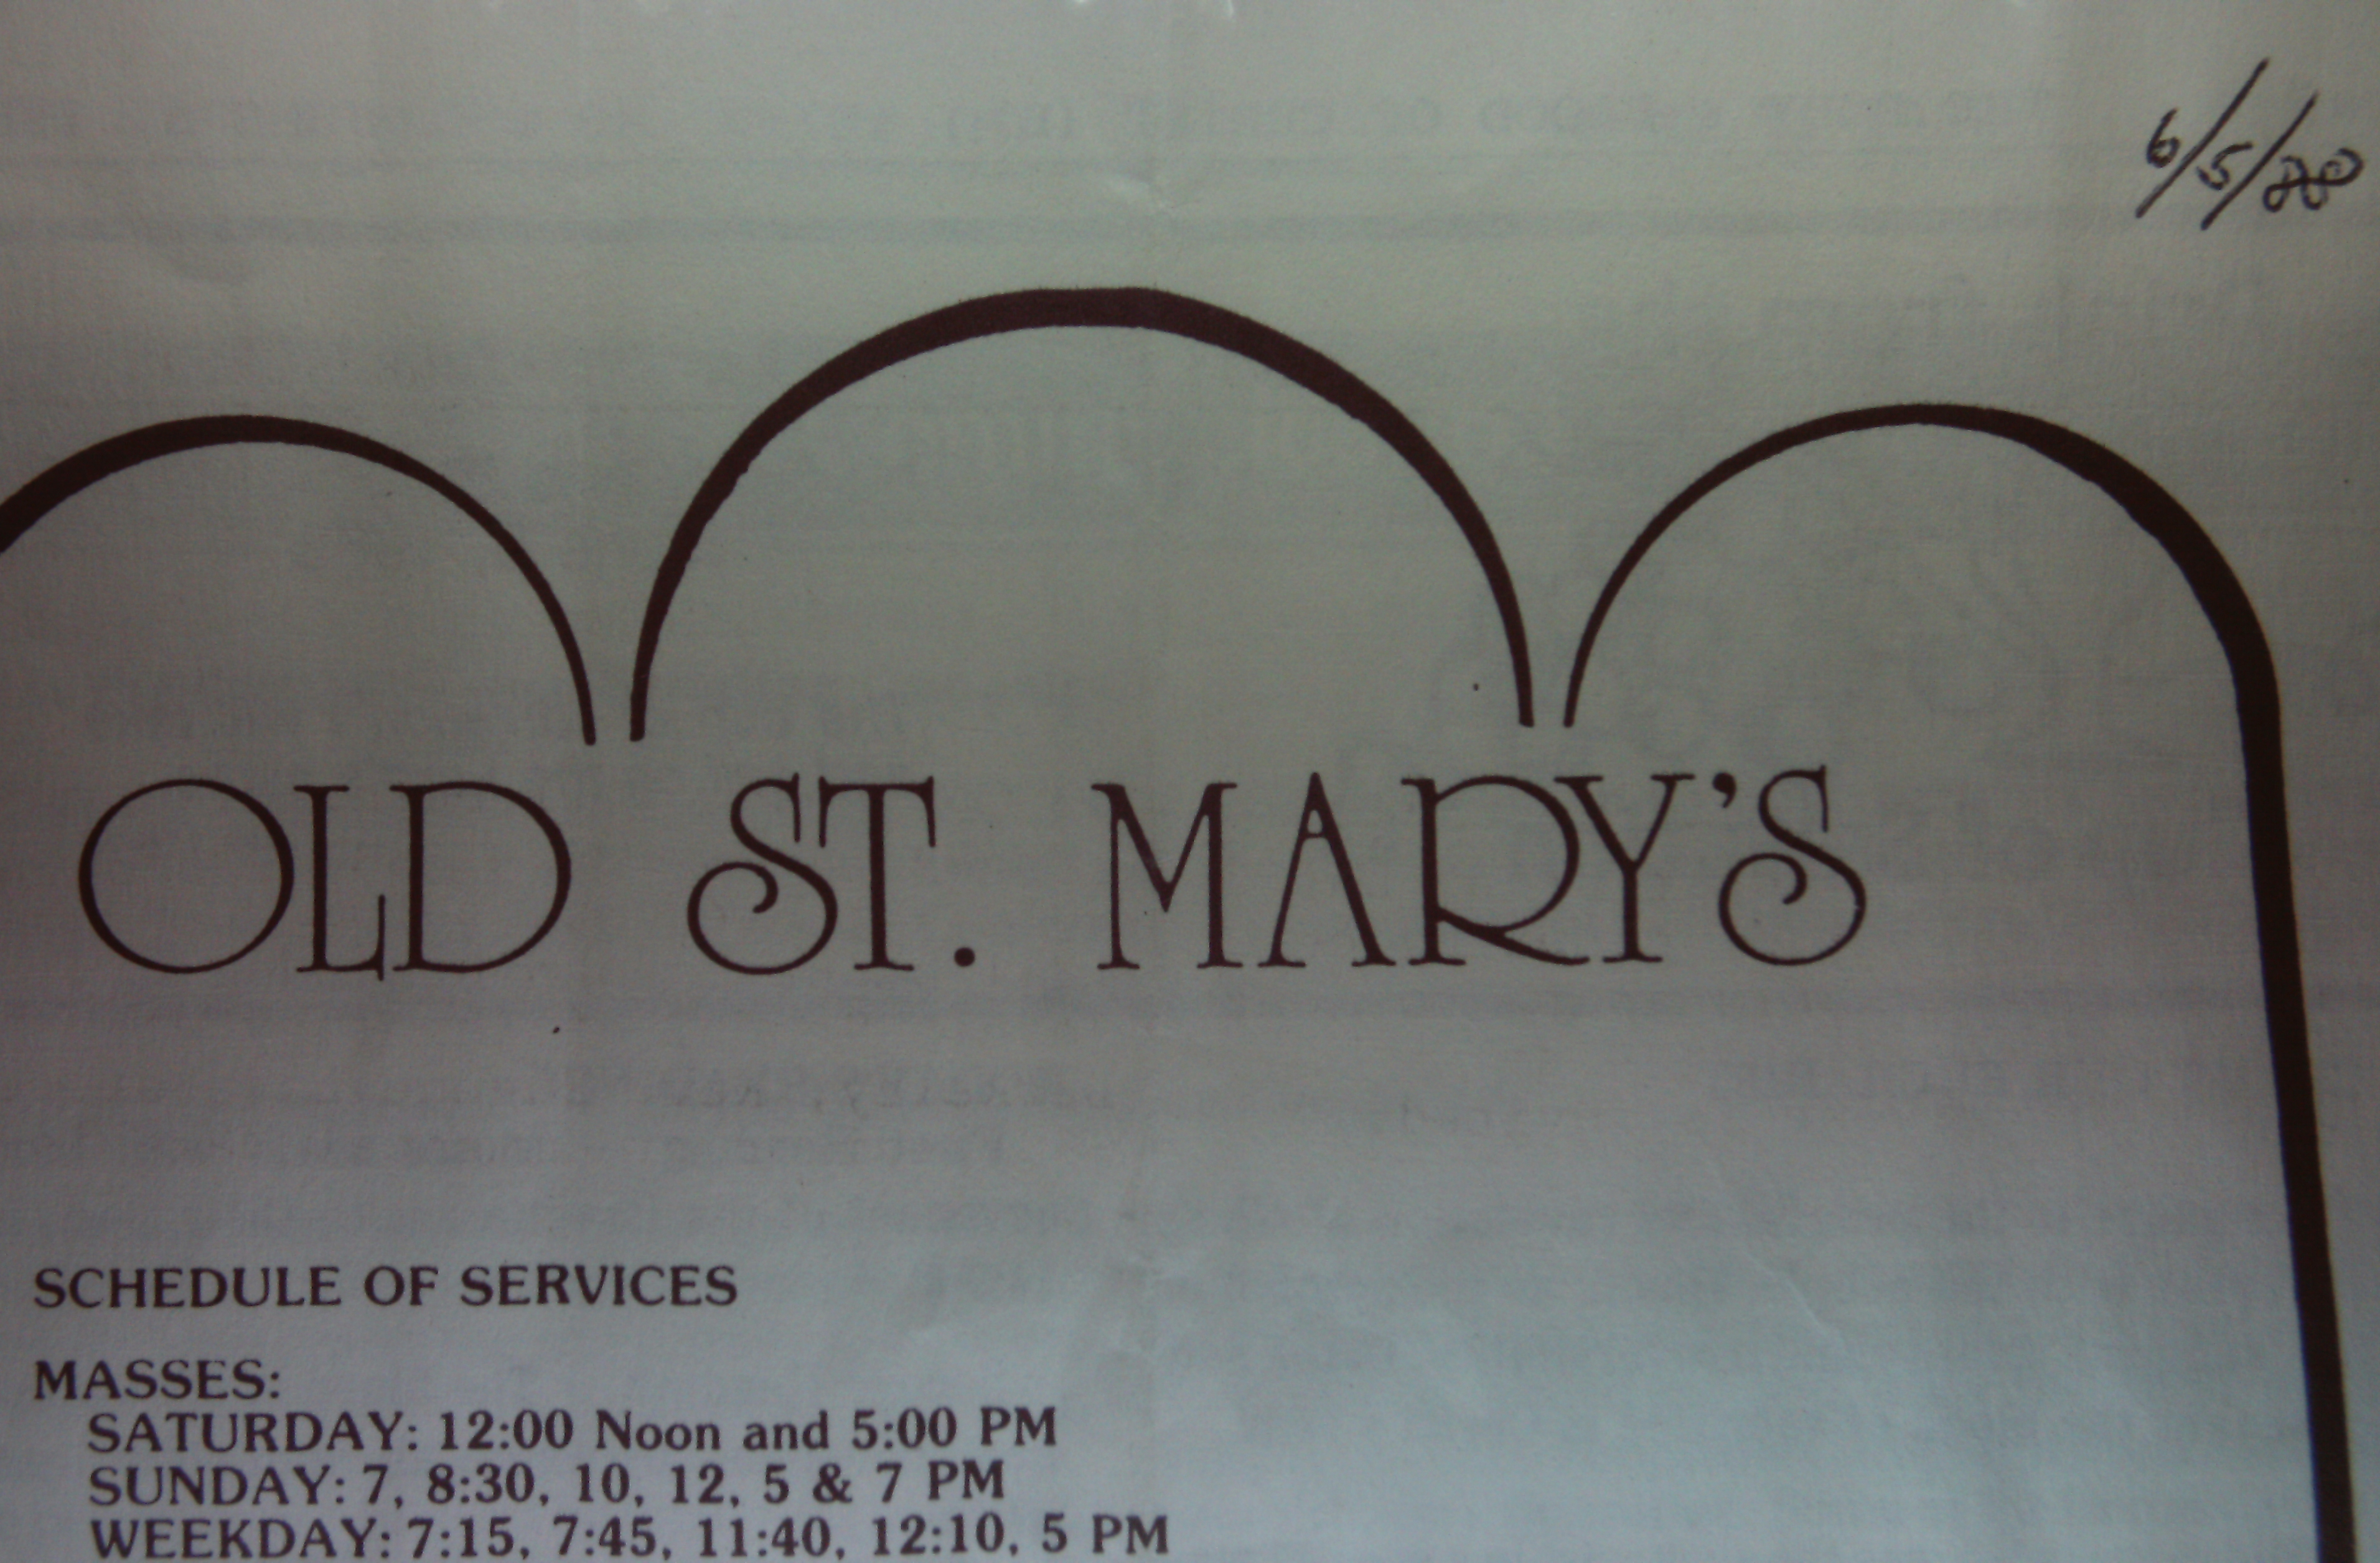 6/5/88
OLD ST. MARY'S
SCHEDULE OF SERVICES
MASSES:
SATURDAY: 12:00 Noon and 5:00 PM
SUNDAY: 7, 8:30, 10, 12, 5 & 7 PM
WEEKDAY: 7:15, 7:45, 11:40, 12:10, 5 PM